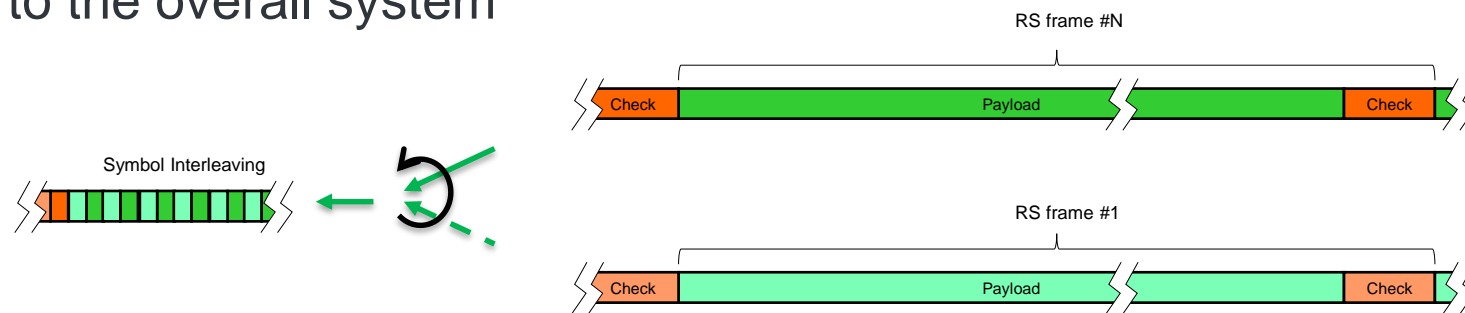 to the overall system
RS frame #N
Check Payload Check
Symbol Interleaving
RS frame #1
Check Payload Check